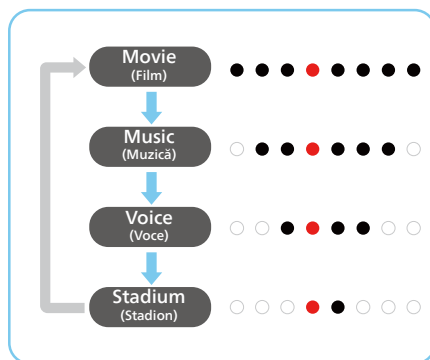 Movie
(Film)
Music
(Muzică)
Voice
(Voce)
Stadium
(Stadion)